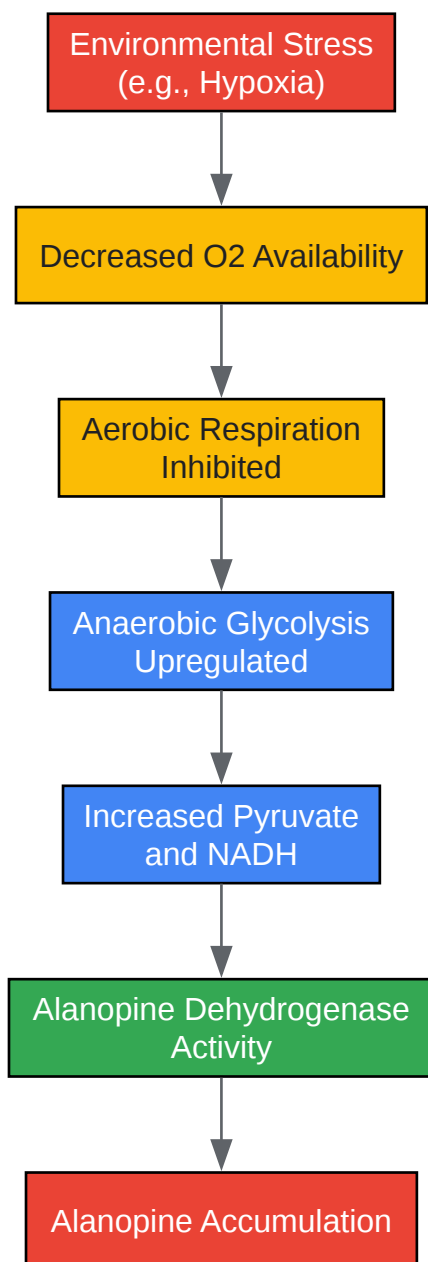 Environmental Stress
(e.g., Hypoxia)
Decreased O2 Availability
Aerobic Respiration
Inhibited
Anaerobic Glycolysis
Upregulated
Increased Pyruvate
and NADH
Alanopine Dehydrogenase
Activity
Alanopine Accumulation